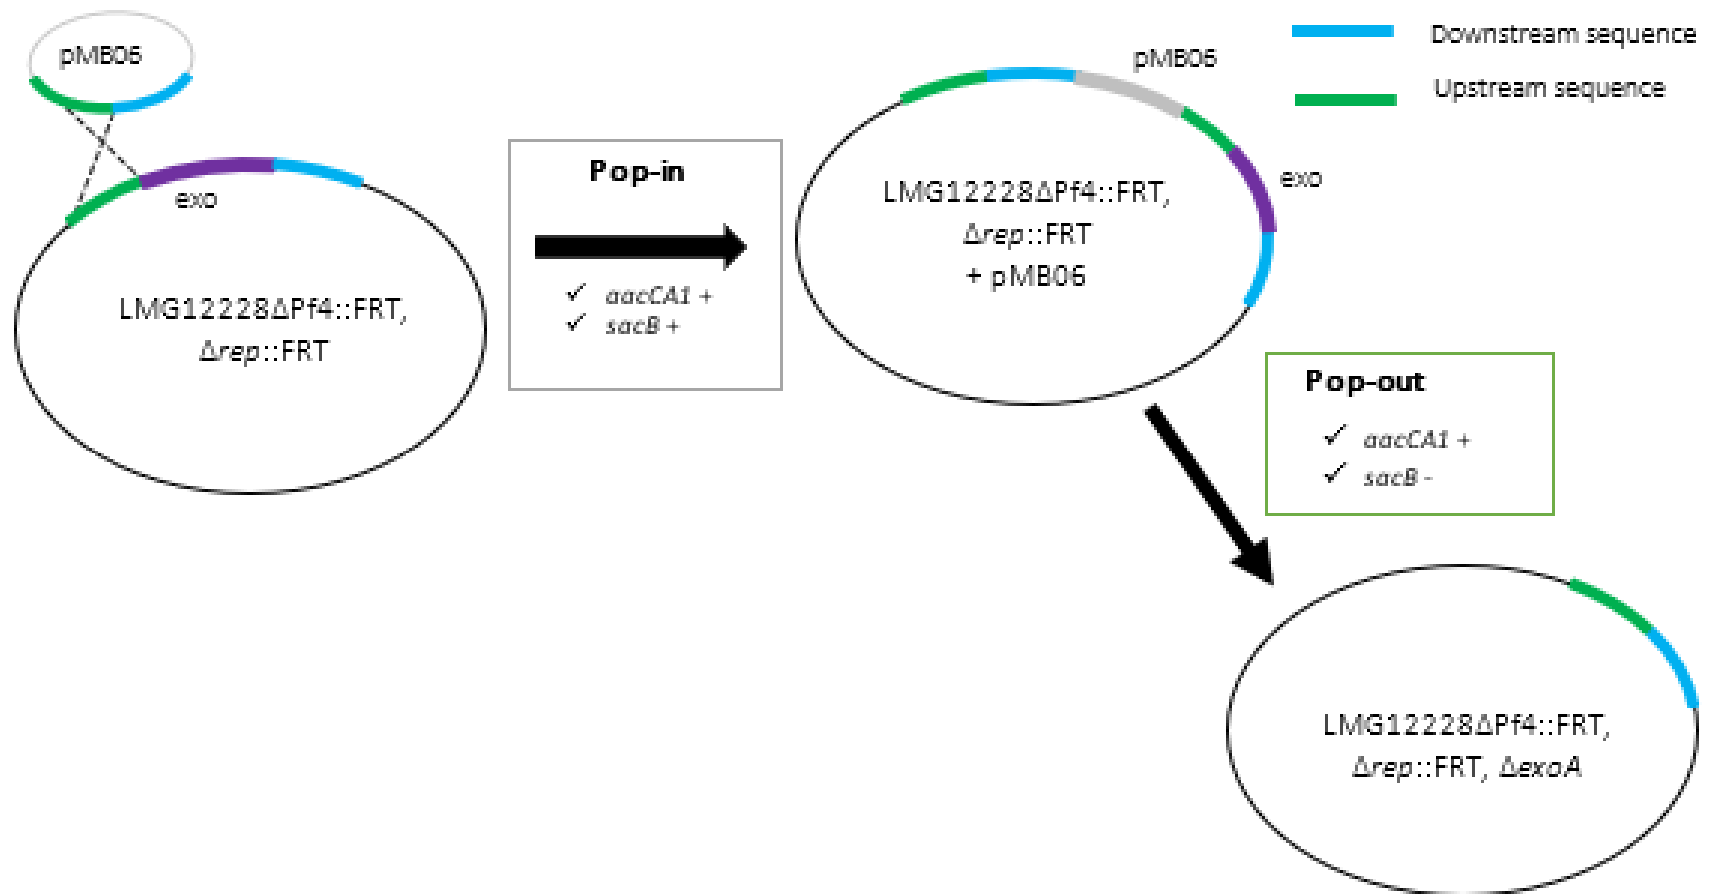 pMB06
exo
LMG12228ΔPf4::FRT,
Δrep::FRT
Pop-in
✓ aacCA1 +
✓ sacB +
pMB06
exo
LMG12228ΔPf4::FRT,
Δrep::FRT
+ pMB06
Downstream sequence
Upstream sequence
Pop-out
✓ aacCA1 +
✓ sacB -
LMG12228ΔPf4::FRT,
Δrep::FRT, ΔexoA